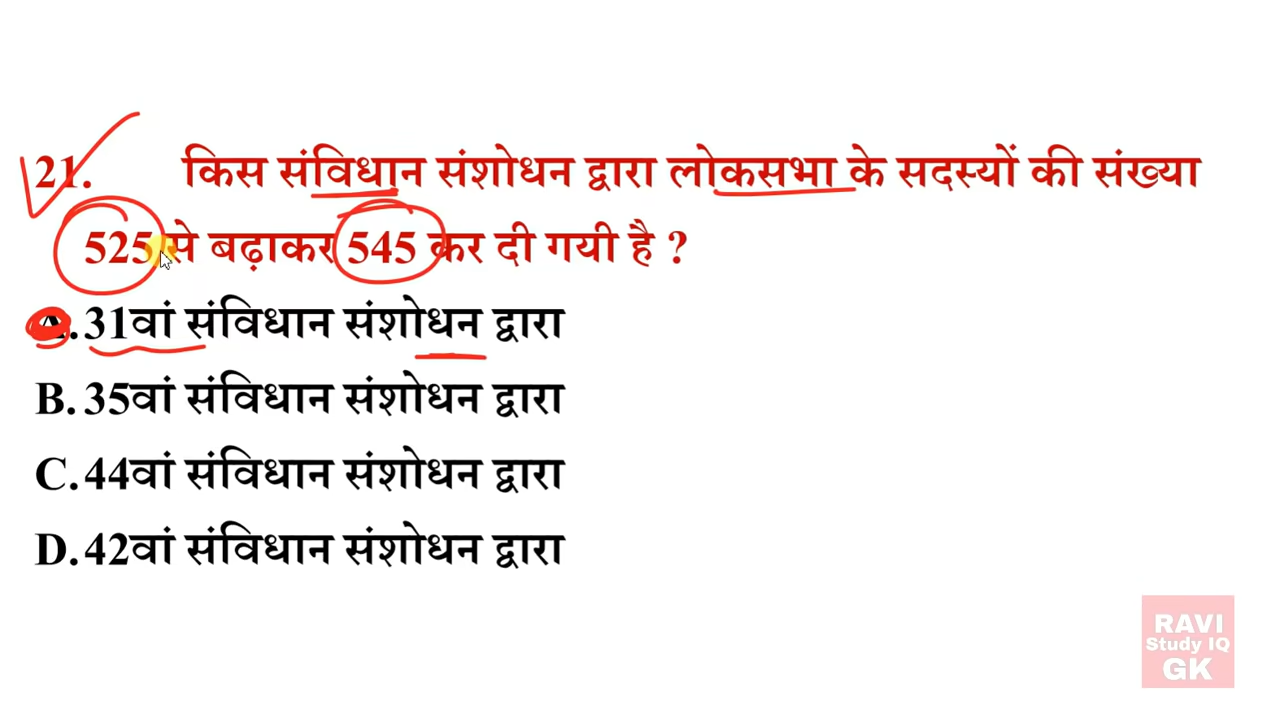 21. किस संविधान संशोधन द्वारा लोकसभा के सदस्यों की संख्या
525 से बढ़ाकर 545 कर दी गयी है ?
A. 31वां संविधान संशोधन द्वारा
B. 35वां संविधान संशोधन द्वारा
C. 44वां संविधान संशोधन द्वारा
D. 42वां संविधान संशोधन द्वारा
RAVI
Study IQ
GK